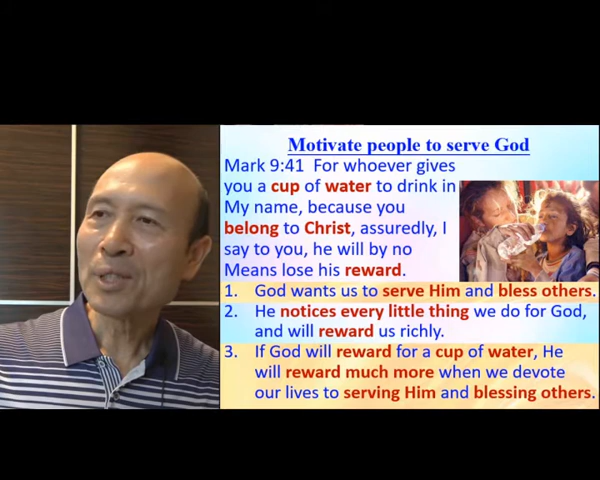 Motivate people to serve God
Mark 9:41 For whoever gives
you a cup of water to drink in
My name, because you
belong to Christ, assuredly, I
say to you, he will by no
Means lose his reward.
1. God wants us to serve Him and bless others.
2. He notices every little thing we do for God,
and will reward us richly.
3. If God will reward for a cup of water, He
will reward much more when we devote
our lives to serving Him and blessing others.